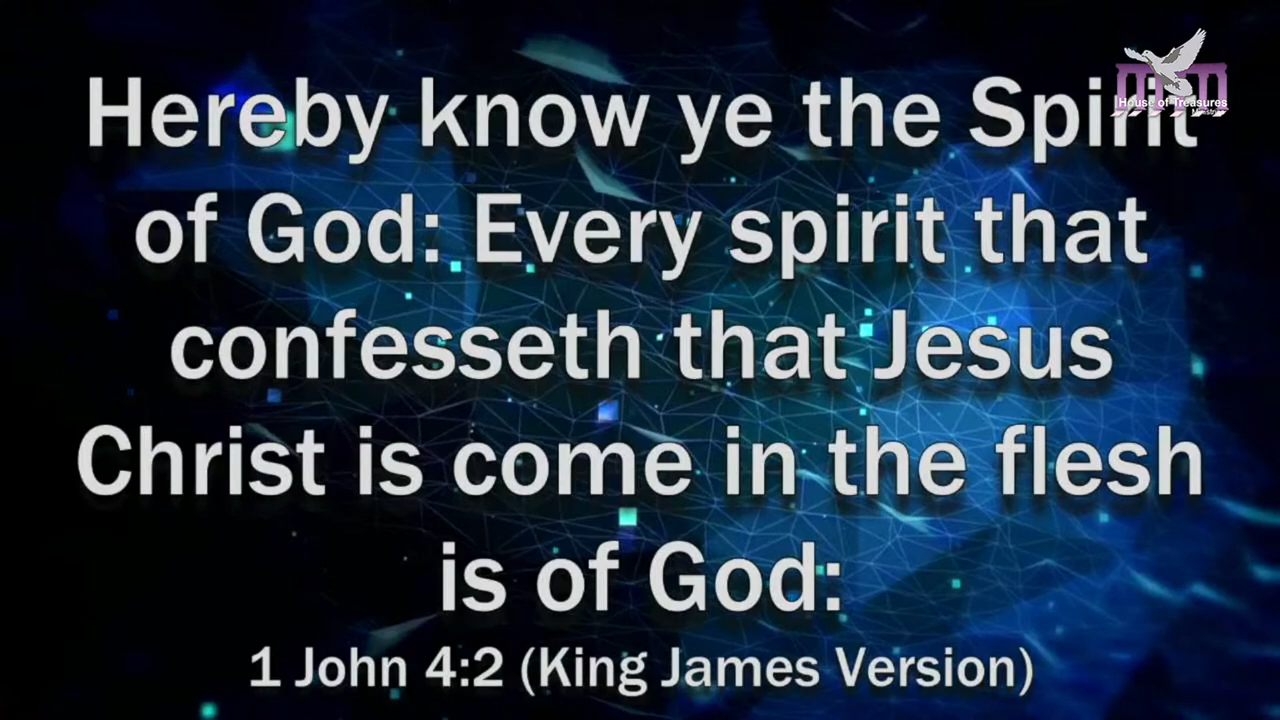 Hereby know ye the Spirit
of God: Every spirit that
confesseth that Jesus
Christ is come in the flesh
is of God:
1 John 4:2 (King James Version)
House of Treasures
Ministry